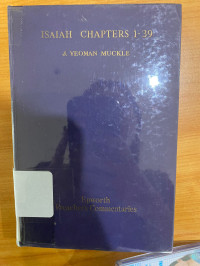 ISAIAH CHAPTERS 1-39
J. YEOMAN MUCKLE
Epworth
Preacher's Commentaries